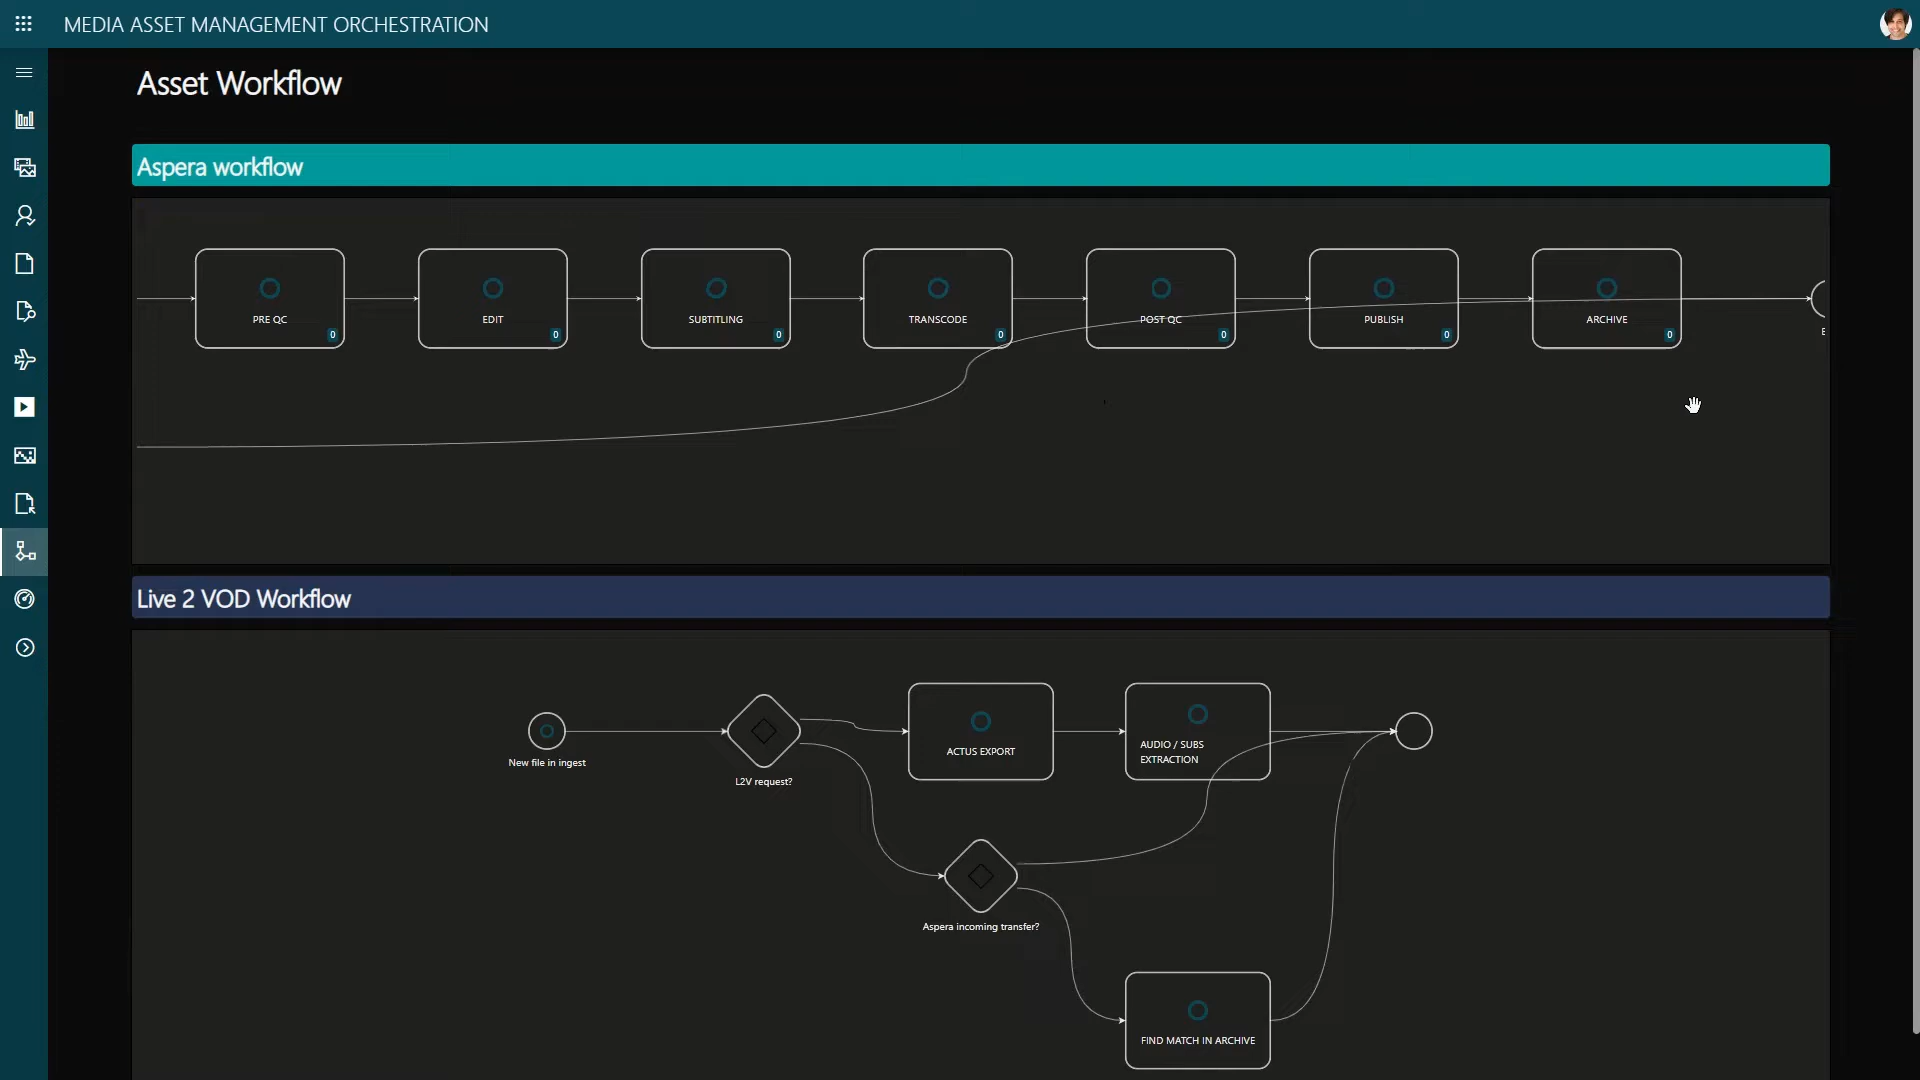 MEDIA ASSET MANAGEMENT ORCHESTRATION
Asset Workflow
Aspera workflow
PRE QC
0
EDIT
0
SUBTITLING
0
TRANSCODE
0
POST QC
0
PUBLISH
0
ARCHIVE
0
Live 2 VOD Workflow
New file in ingest
L2V request?
ACTUS EXPORT
AUDIO / SUBS
EXTRACTION
Aspera incoming transfer?
FIND MATCH IN ARCHIVE